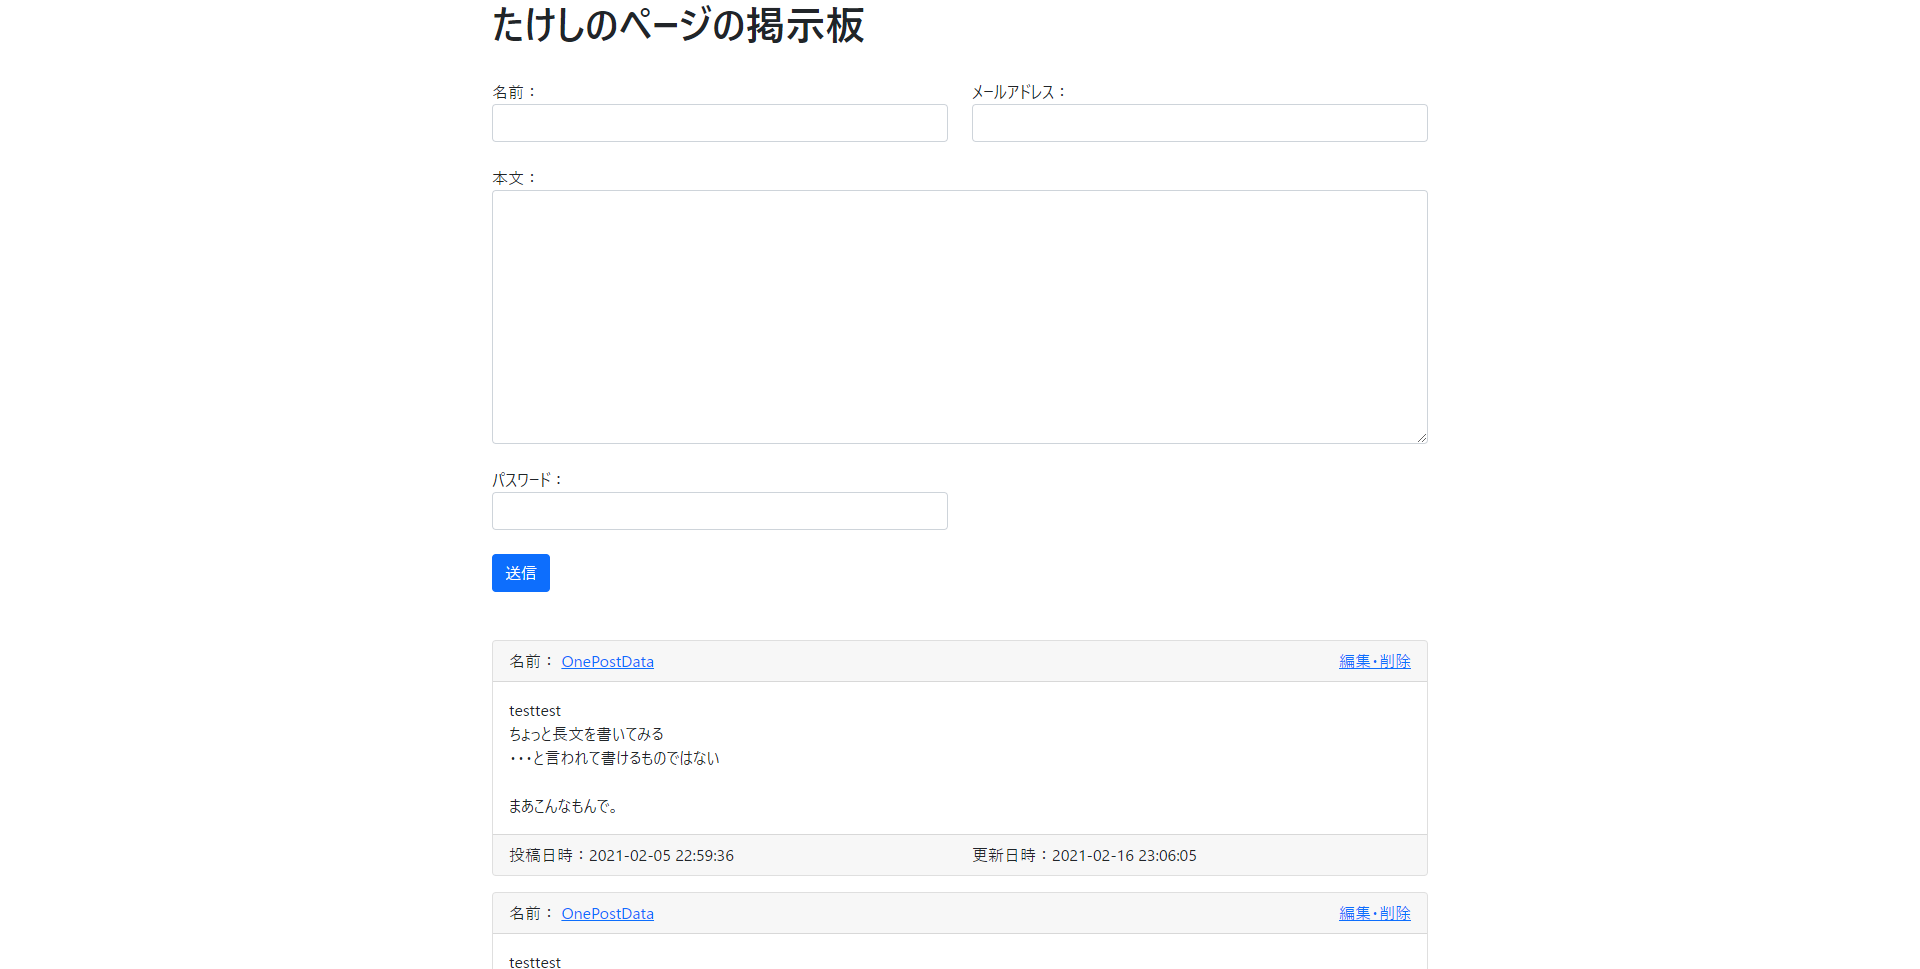 たけしのページの掲示板
名前： メールアドレス：
本文：
パスワード：
送信
名前： OnePostData 編集・削除
testtest
ちょっと長文を書いてみる
・・・と言われて書けるものではない
まあこんなもんで。
投稿日時：2021-02-05 22:59:36 更新日時：2021-02-16 23:06:05
名前： OnePostData 編集・削除
testtest